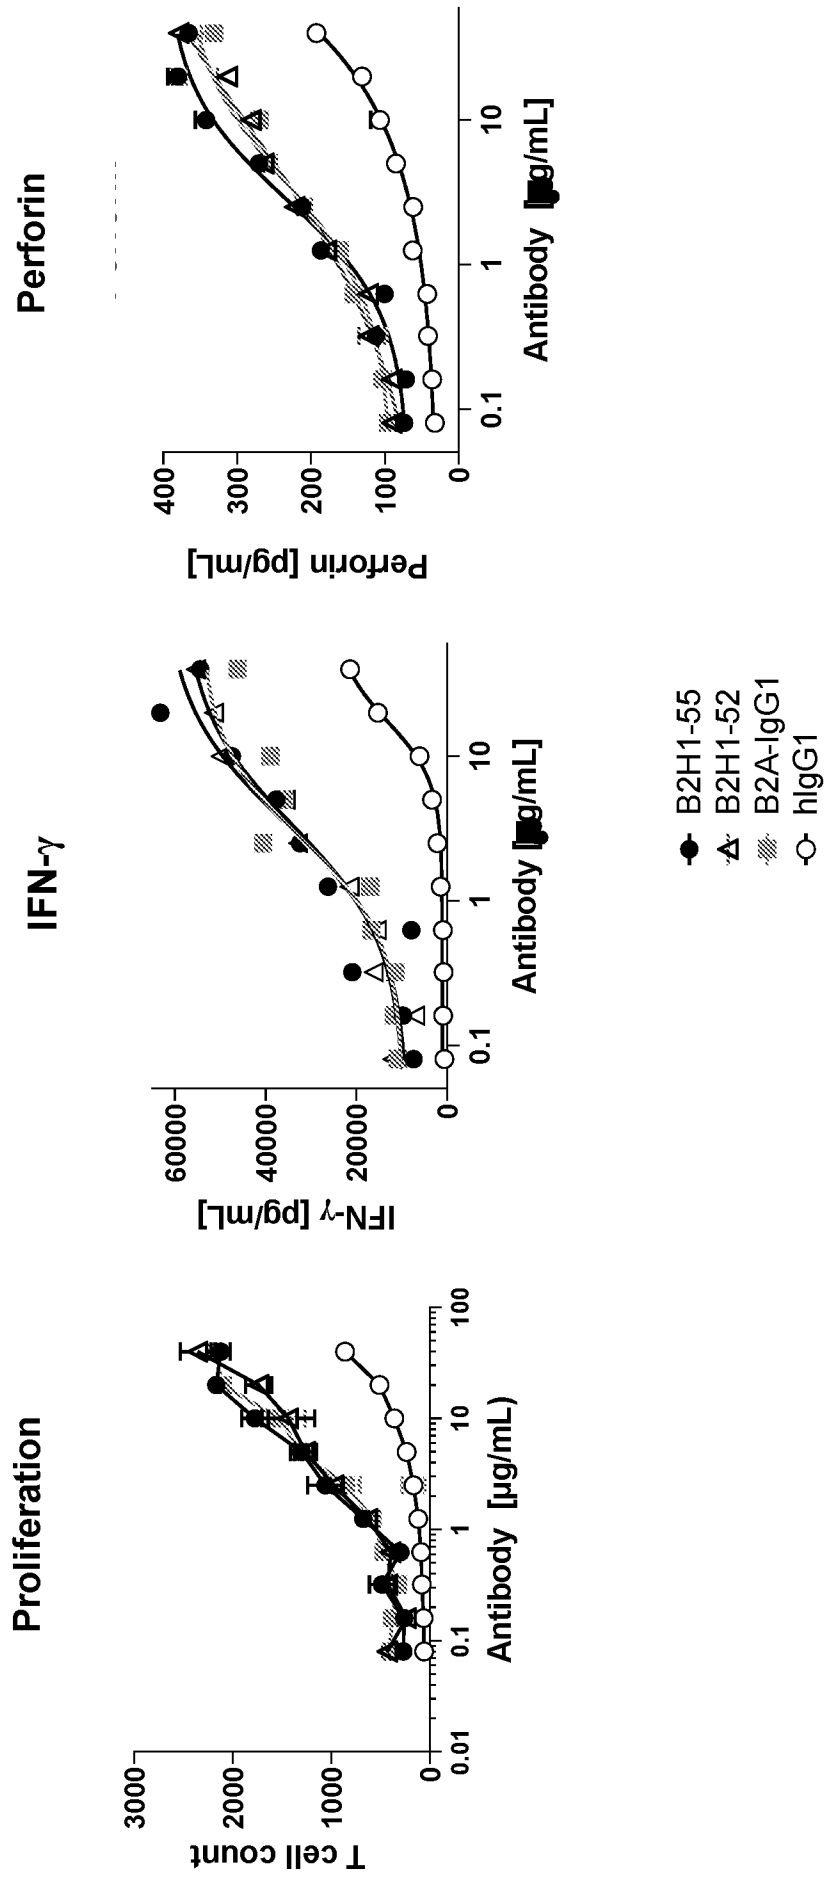 Proliferation
T cell count
3000
2000
1000
0
0.01
0.1
1
10
100
Antibody [µg/mL)
IFN-γ
IFN-γ [pg/mL]
60000
40000
20000
0
0.1
1
10
Antibody g/mL]
Perforin
Perforin [pg/mL]
400
300
200
100
0
0.1
1
10
Antibody g/mL]
B2H1-55
B2H1-52
B2A-IgG1
hIgG1